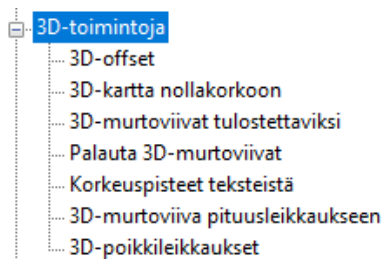 3D-toimintoja
3D-offset
3D-kartta nollakorkoon
3D-murtoviivat tulostettaviksi
Palauta 3D-murtoviivat
Korkeuspisteet teksteistä
3D-murtoviiva pituusleikkaukseen
3D-poikkileikkaukset